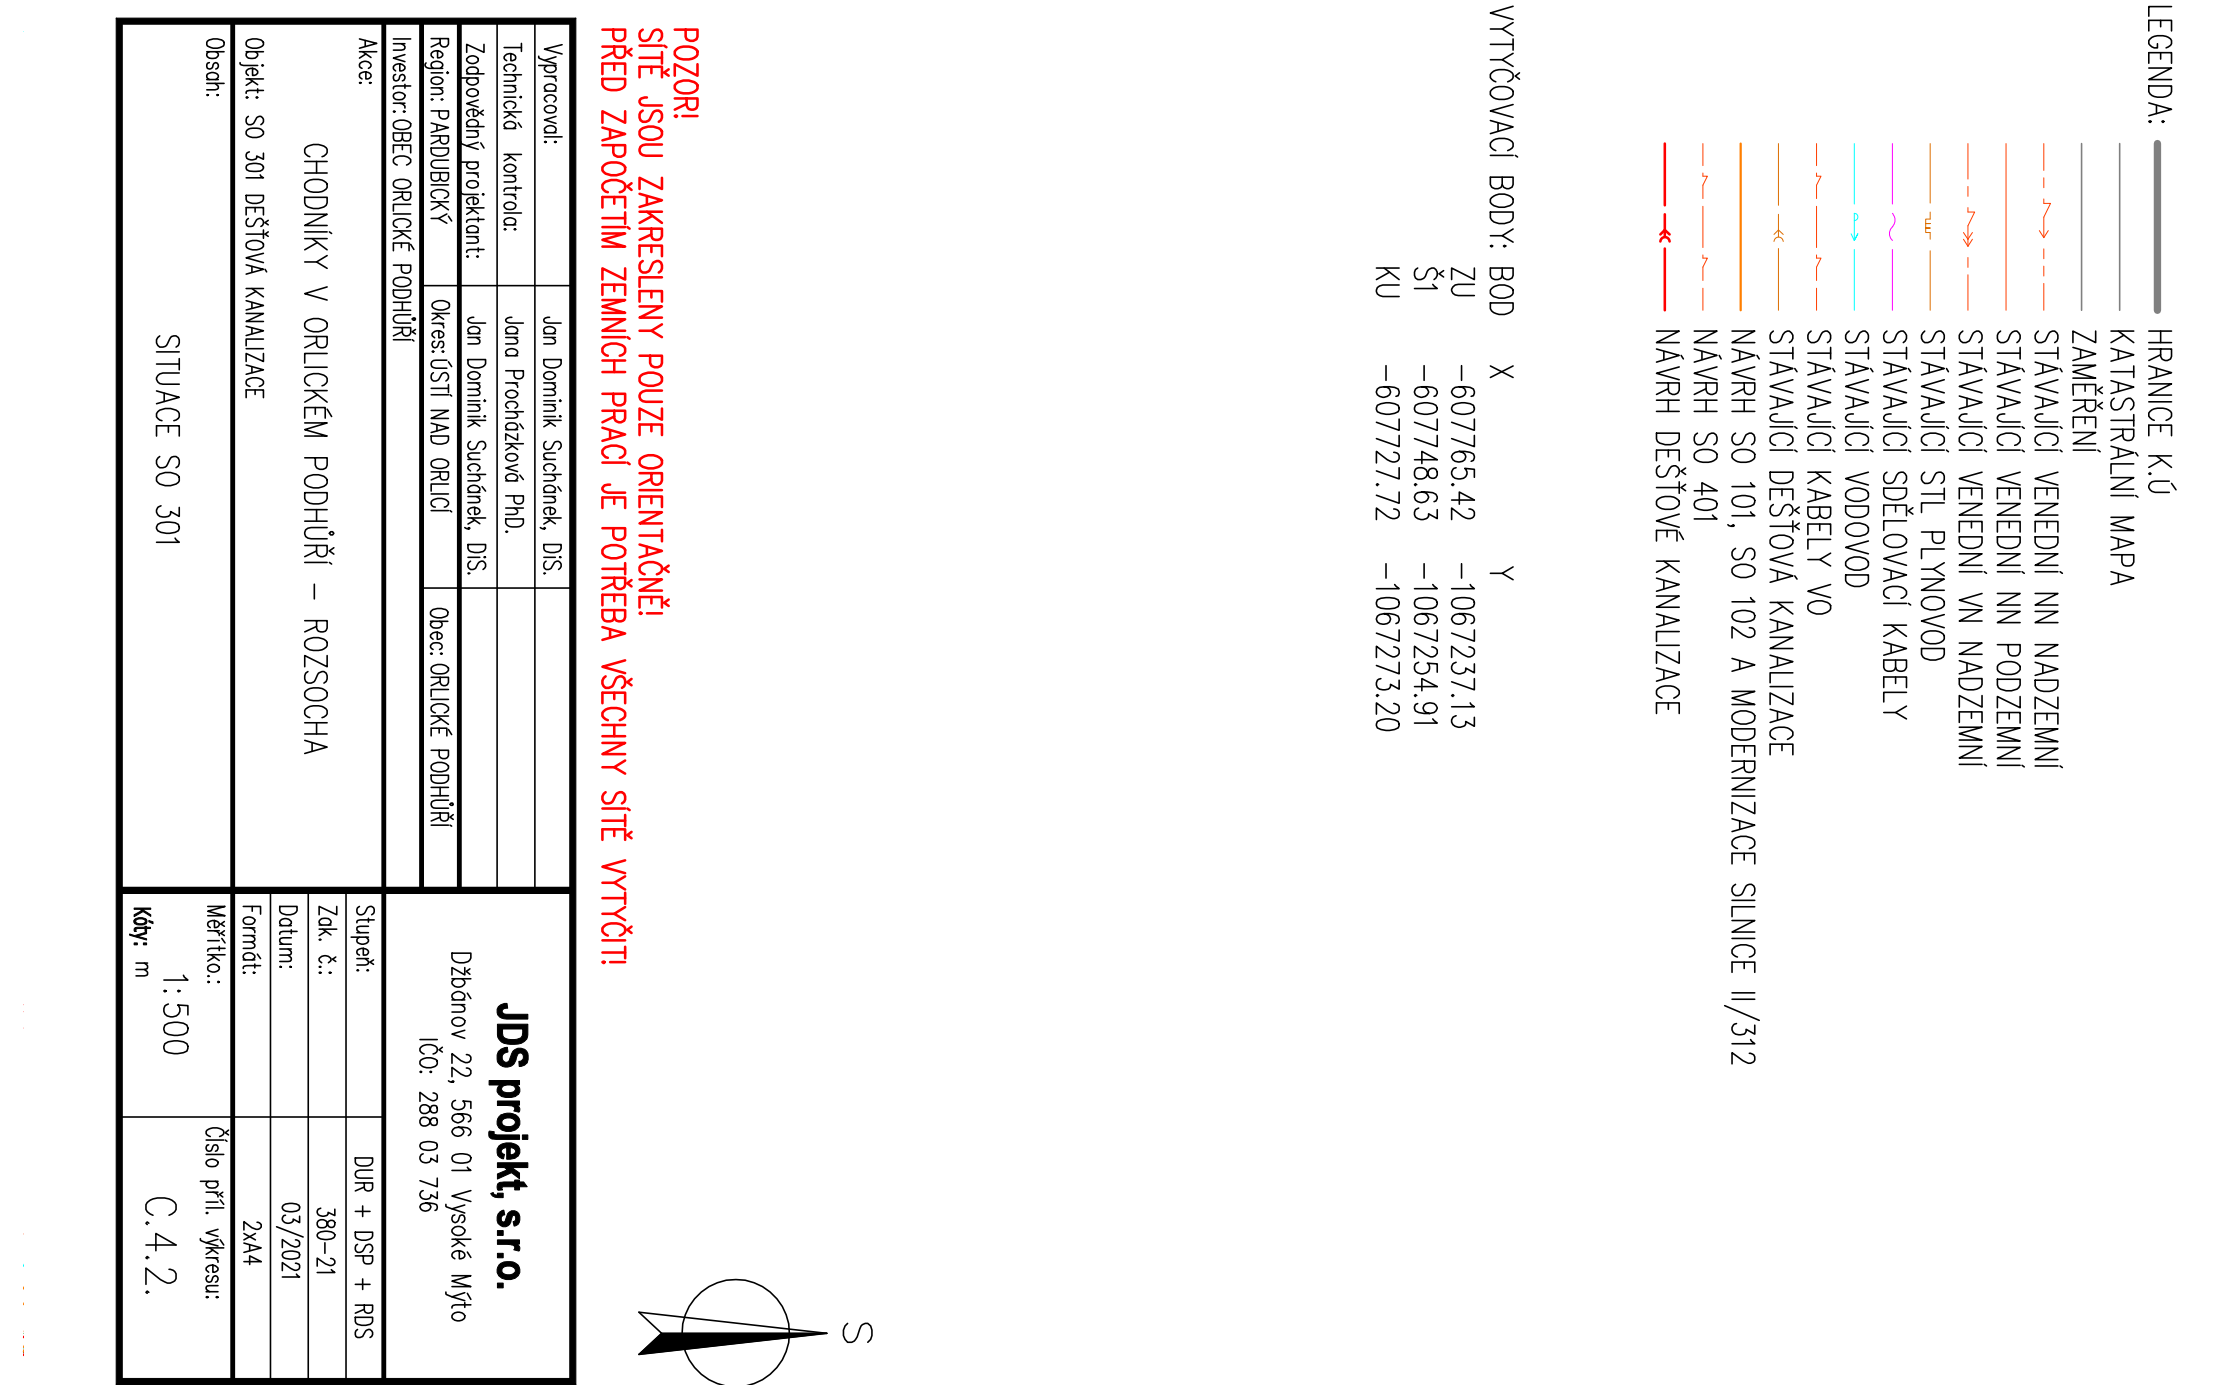 LEGENDA:
HRANICE K.Ú
KATASTRÁLNÍ MAPA
ZAMĚŘENÍ
STÁVAJÍCÍ VENEDNÍ NN NADZEMNÍ
STÁVAJÍCÍ VENEDNÍ NN PODZEMNÍ
STÁVAJÍCÍ VENEDNÍ VN NADZEMNÍ
STÁVAJÍCÍ STL PLYNOVOD
STÁVAJÍCÍ SDĚLOVACÍ KABELY
STÁVAJÍCÍ VODOVOD
STÁVAJÍCÍ KABELY VO
STÁVAJÍCÍ DEŠŤOVÁ KANALIZACE
NÁVRH SO 101, SO 102 A MODERNIZACE SILNICE II/312
NÁVRH SO 401
NÁVRH DEŠŤOVÉ KANALIZACE
VYTYČOVACÍ BODY: BOD X Y
ZU -607765.42 -1067237.13
Š1 -607748.63 -1067254.91
KU -607727.72 -1067273.20
S
POZOR!
SÍTĚ JSOU ZAKRESLENY POUZE ORIENTAČNĚ!
PŘED ZAPOČETÍM ZEMNÍCH PRACÍ JE POTŘEBA VŠECHNY SÍTĚ VYTYČIT!
Vypracoval: Jan Dominik Suchánek, DiS.
Technická kontrola: Jana Procházková PhD.
Zodpovědný projektant: Jan Dominik Suchánek, DiS.
Region: PARDUBICKÝ Okres: ÚSTÍ NAD ORLICÍ Obec: ORLICKÉ PODHŮŘÍ
Investor: OBEC ORLICKÉ PODHŮŘÍ
Akce:
CHODNÍKY V ORLICKÉM PODHŮŘÍ – ROZSOCHA
Objekt: SO 301 DEŠŤOVÁ KANALIZACE
Obsah:
SITUACE SO 301
JDS projekt, s.r.o.
Džbánov 22, 566 01 Vysoké Mýto
IČO: 288 03 736
Stupeň: DUR + DSP + RDS
Zak. č.: 380-21
Datum: 03/2021
Formát: 2xA4
Měřítko.: 1:500
Kóty: m
Číslo příl. výkresu:
C.4.2.